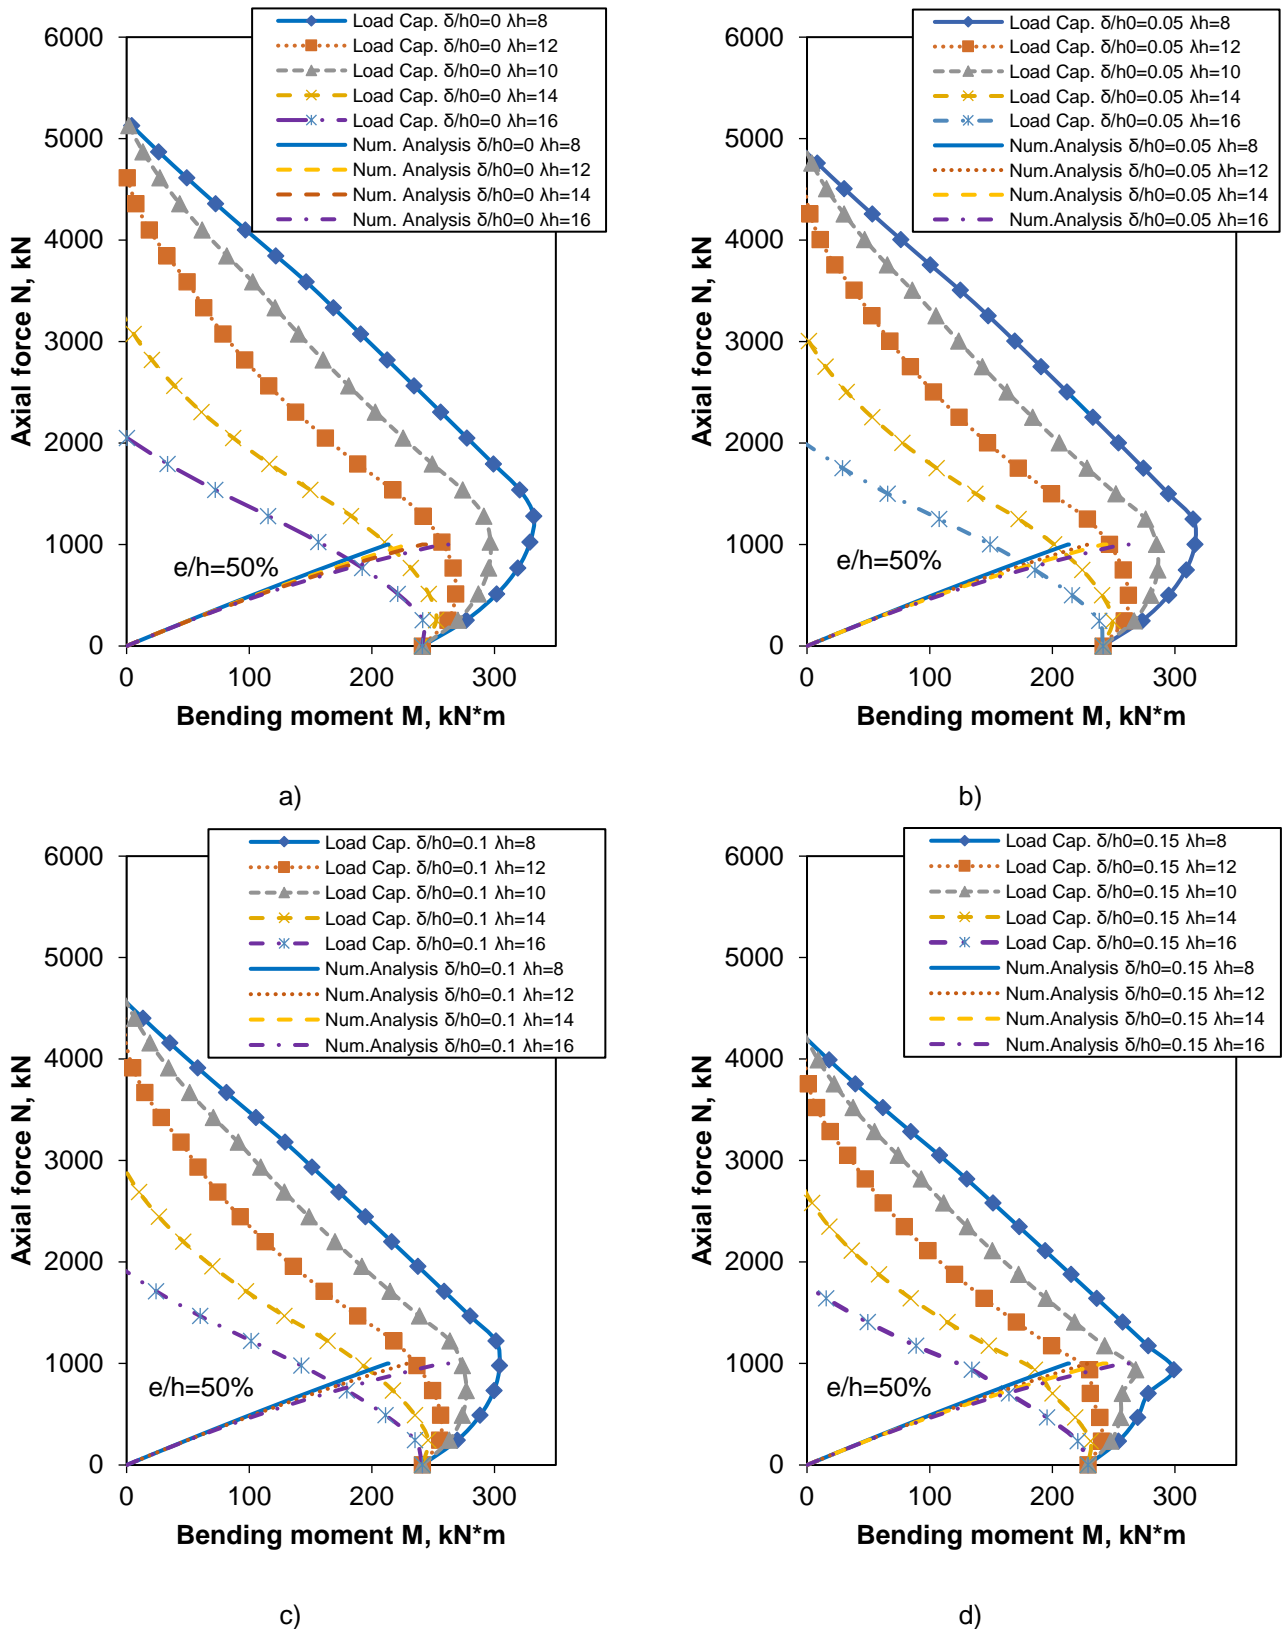 Load Cap. δ/h0=0 λh=8
Load Cap. δ/h0=0 λh=12
Load Cap. δ/h0=0 λh=10
Load Cap. δ/h0=0 λh=14
Load Cap. δ/h0=0 λh=16
Num. Analysis δ/h0=0 λh=8
Num. Analysis δ/h0=0 λh=12
Num. Analysis δ/h0=0 λh=14
Num. Analysis δ/h0=0 λh=16
6000
5000
4000
3000
2000
1000
0
Axial force N, kN
e/h=50%
0 100 200 300
Bending moment M, kN*m
a)
Load Cap. δ/h0=0.05 λh=8
Load Cap. δ/h0=0.05 λh=12
Load Cap. δ/h0=0.05 λh=10
Load Cap. δ/h0=0.05 λh=14
Load Cap. δ/h0=0.05 λh=16
Num.Analysis δ/h0=0.05 λh=8
Num.Analysis δ/h0=0.05 λh=12
Num.Analysis δ/h0=0.05 λh=14
Num.Analysis δ/h0=0.05 λh=16
6000
5000
4000
3000
2000
1000
0
Axial force N, kN
e/h=50%
0 100 200 300
Bending moment M, kN*m
b)
Load Cap. δ/h0=0.1 λh=8
Load Cap. δ/h0=0.1 λh=12
Load Cap. δ/h0=0.1 λh=10
Load Cap. δ/h0=0.1 λh=14
Load Cap. δ/h0=0.1 λh=16
Num.Analysis δ/h0=0.1 λh=8
Num.Analysis δ/h0=0.1 λh=12
Num.Analysis δ/h0=0.1 λh=14
Num.Analysis δ/h0=0.1 λh=16
6000
5000
4000
3000
2000
1000
0
Axial force N, kN
e/h=50%
0 100 200 300
Bending moment M, kN*m
c)
Load Cap. δ/h0=0.15 λh=8
Load Cap. δ/h0=0.15 λh=12
Load Cap. δ/h0=0.15 λh=10
Load Cap. δ/h0=0.15 λh=14
Load Cap. δ/h0=0.15 λh=16
Num.Analysis δ/h0=0.15 λh=8
Num.Analysis δ/h0=0.15 λh=12
Num.Analysis δ/h0=0.15 λh=14
Num.Analysis δ/h0=0.15 λh=16
6000
5000
4000
3000
2000
1000
0
Axial force N, kN
e/h=50%
0 100 200 300
Bending moment M, kN*m
d)